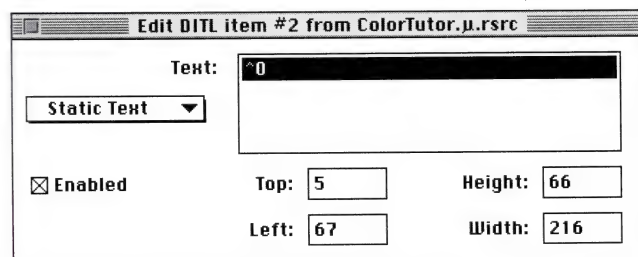 Edit DITL item #2 from ColorTutor.µ.rsrc
Text: ^0
Static Text
Enabled Top: 5 Height: 66
Left: 67 Width: 216